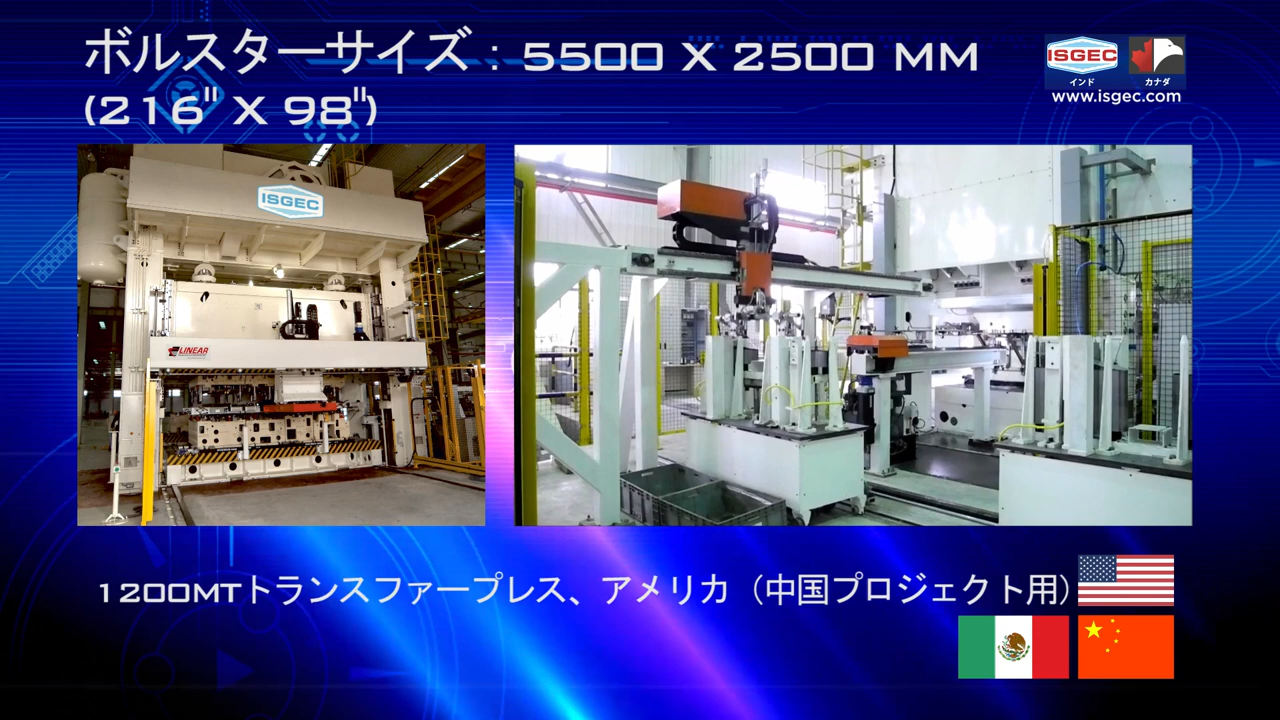 ボルスターサイズ：5500 X 2500 MM
(216" X 98")
ISGEC
インド
カナダ
www.isgec.com
ISGEC
LINEAR
1200MTトランスファープレス、アメリカ（中国プロジェクト用）